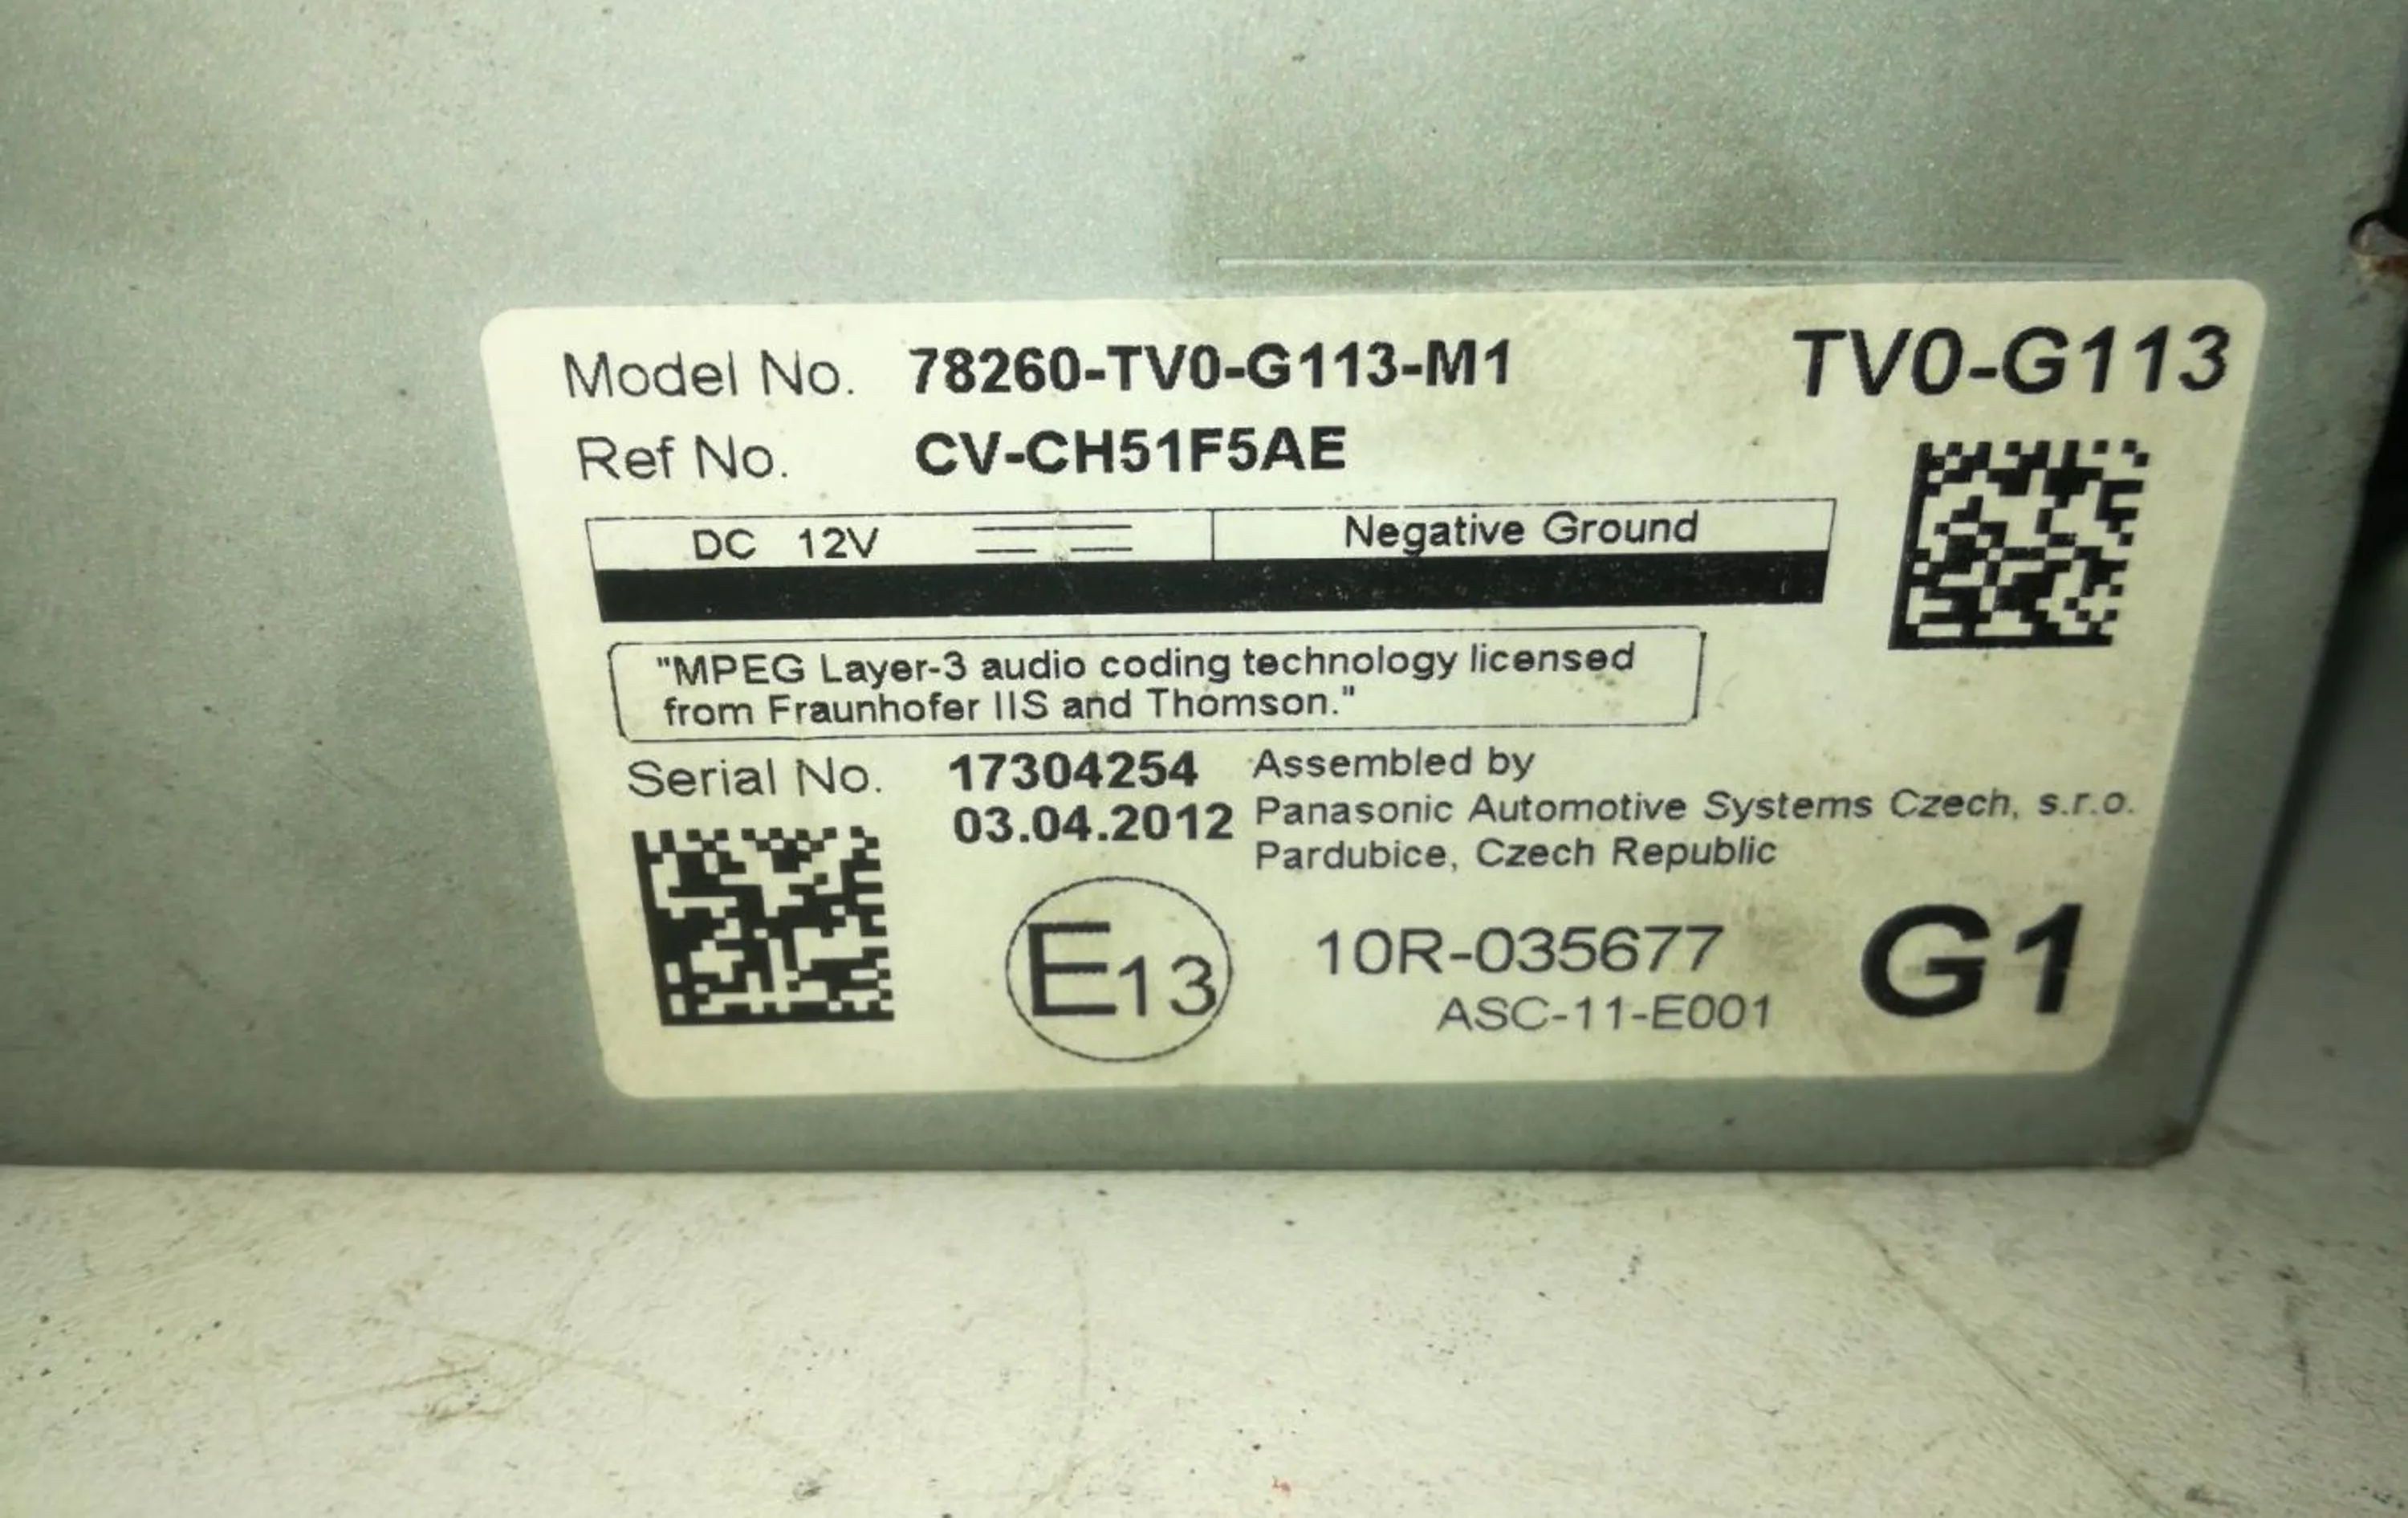 Model No. 78260-TV0-G113-M1 TV0-G113
Ref No. CV-CH51F5AE
DC 12V Negative Ground
"MPEG Layer-3 audio coding technology licensed
from Fraunhofer IIS and Thomson."
Serial No. 17304254 Assembled by
03.04.2012 Panasonic Automotive Systems Czech, s.r.o.
Pardubice, Czech Republic
E13 10R-035677 G1
ASC-11-E001